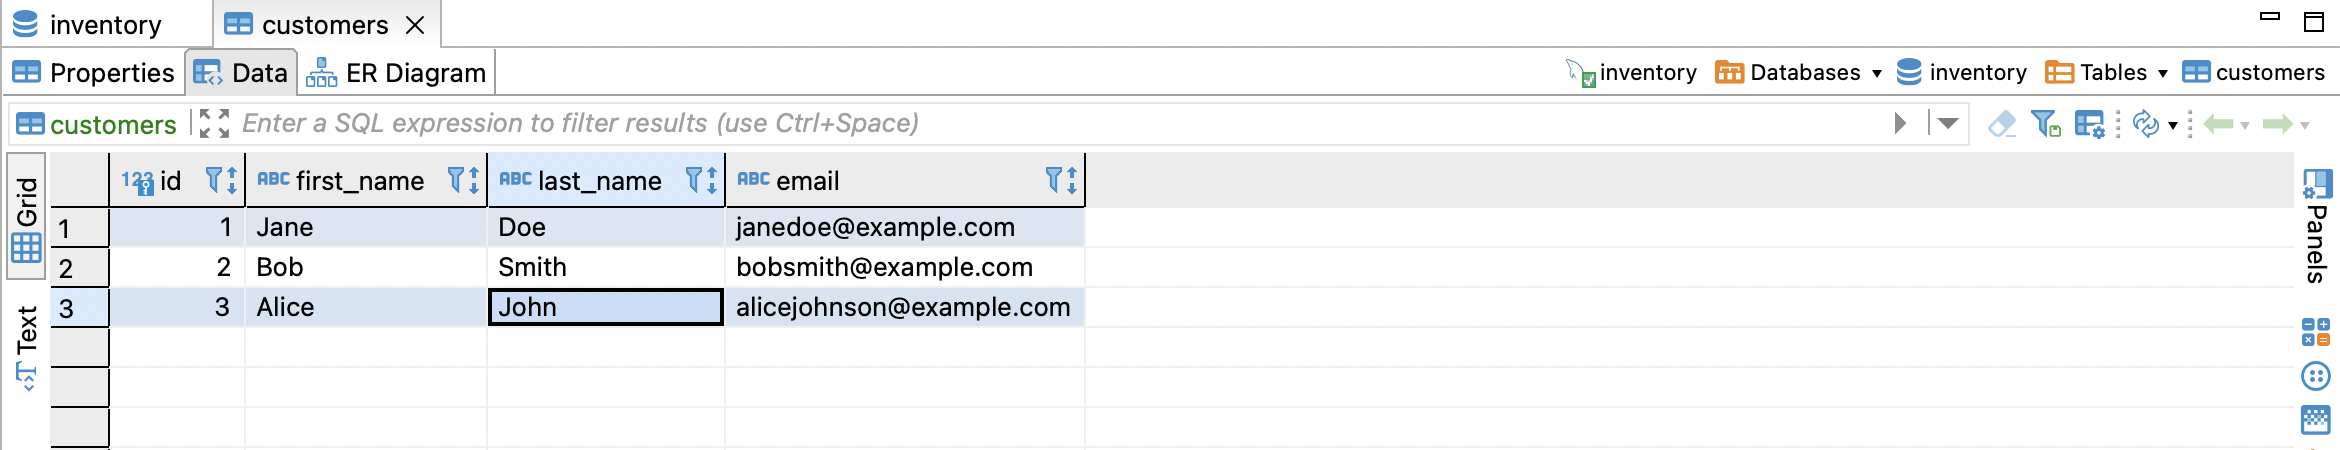 inventory customers
Properties Data ER Diagram inventory Databases inventory Tables customers
customers Enter a SQL expression to filter results (use Ctrl+Space)
Grid
Text
123 id ABC first_name ABC last_name ABC email
1 1 Jane Doe janedoe@example.com
2 2 Bob Smith bobsmith@example.com
3 3 Alice John alicejohnson@example.com
Panels